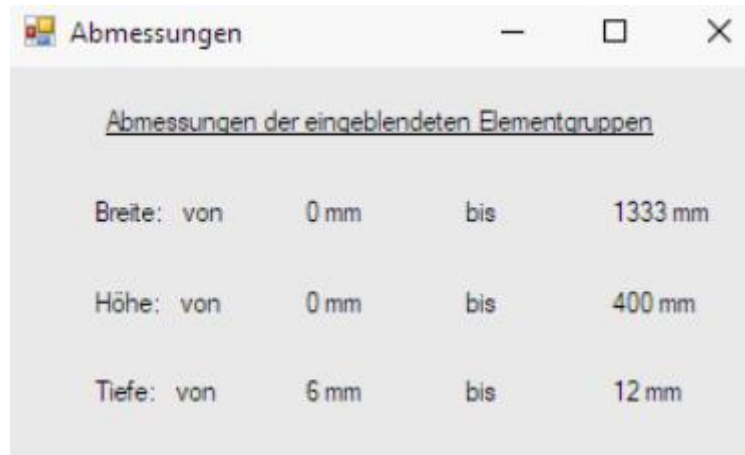 Abmessungen
Abmessungen der eingeblendeten Elementgruppen
Breite: von 0 mm bis 1333 mm
Höhe: von 0 mm bis 400 mm
Tiefe: von 6 mm bis 12 mm